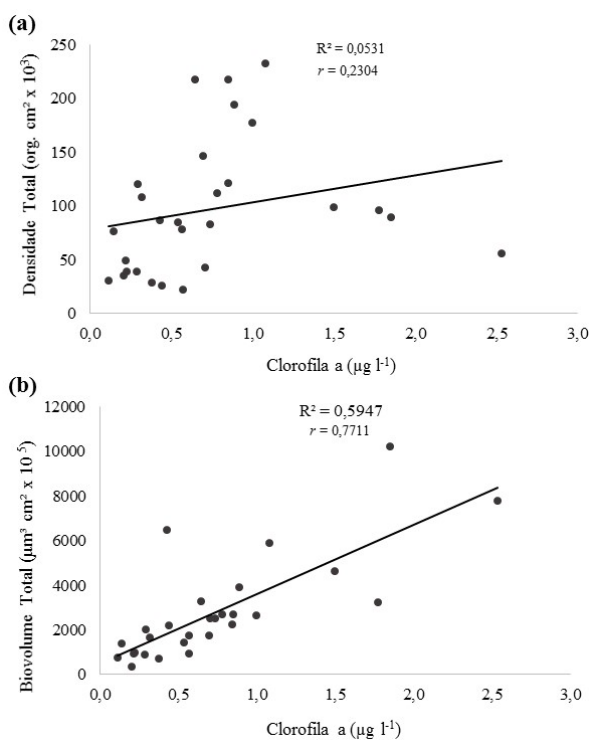 (a)
R² = 0,0531
r = 0,2304
Densidade Total (org. cm² x 10³)
250
200
150
100
50
0
0,0 0,5 1,0 1,5 2,0 2,5 3,0
Clorofila a (µg l⁻¹)
(b)
R² = 0,5947
r = 0,7711
Biovolume Total (µm³ cm² x 10⁵)
12000
10000
8000
6000
4000
2000
0
0,0 0,5 1,0 1,5 2,0 2,5 3,0
Clorofila a (µg l⁻¹)